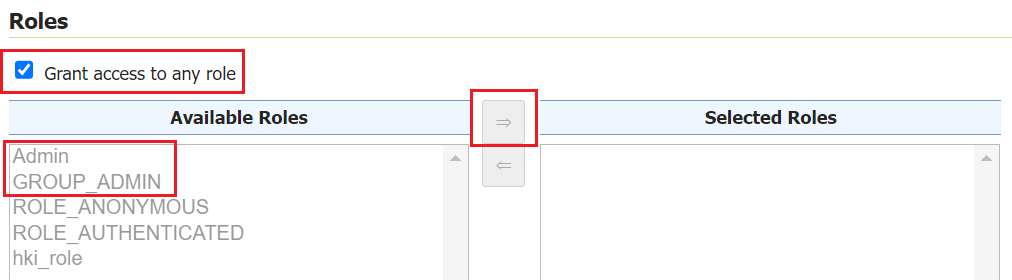 Roles
Grant access to any role
Available Roles
⇒
Selected Roles
Admin
⇐
GROUP_ADMIN
ROLE_ANONYMOUS
ROLE_AUTHENTICATED
hki_role